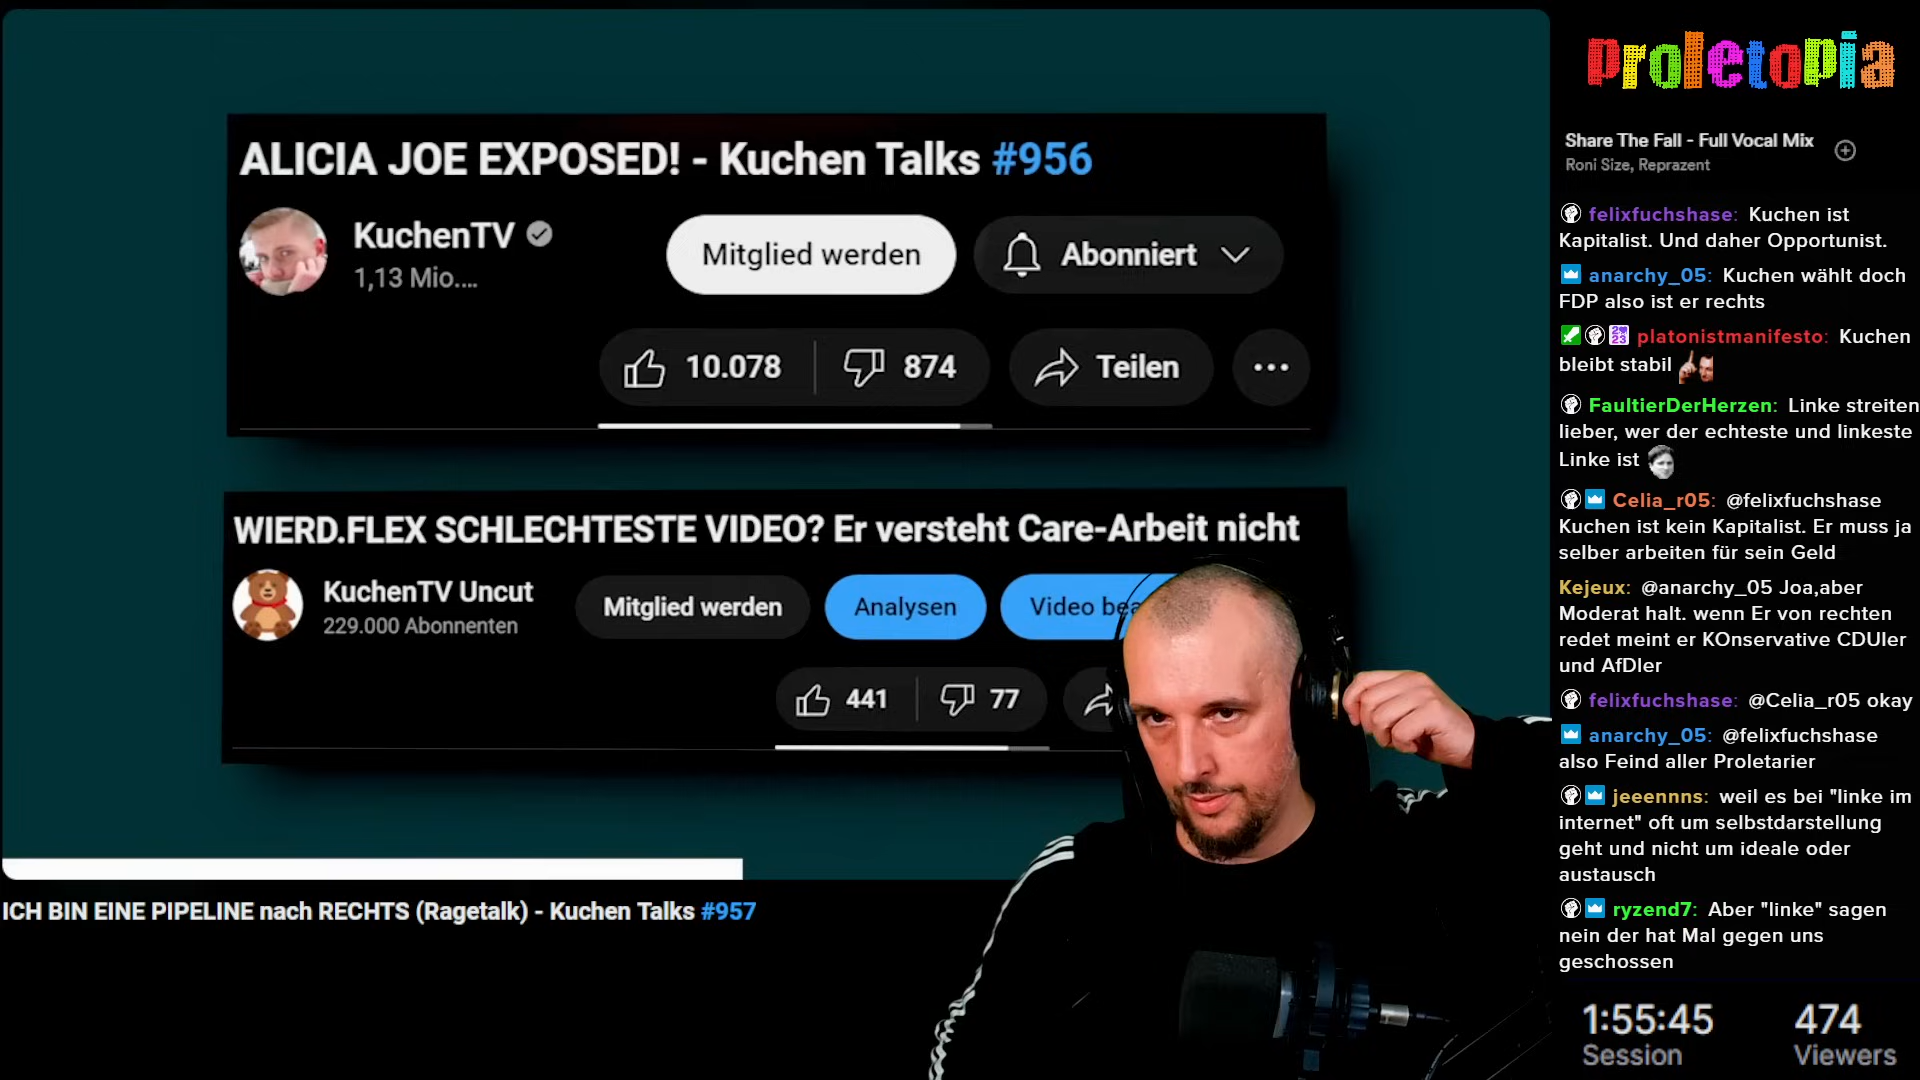 ALICIA JOE EXPOSED! - Kuchen Talks #956
KuchenTV
1,13 Mio....
Mitglied werden
Abonniert
10.078
874
Teilen
WIERD.FLEX SCHLECHTESTE VIDEO? Er versteht Care-Arbeit nicht
KuchenTV Uncut
229.000 Abonnenten
Mitglied werden
Analysen
Video bea
441
77
ICH BIN EINE PIPELINE nach RECHTS (Ragetalk) - Kuchen Talks #957
Proletopia
Share The Fall - Full Vocal Mix
Roni Size, Reprazent
felixfuchshase: Kuchen ist
Kapitalist. Und daher Opportunist.
anarchy_05: Kuchen wählt doch
FDP also ist er rechts
platonistmanifesto: Kuchen
bleibt stabil
FaultierDerHerzen: Linke streiten
lieber, wer der echteste und linkeste
Linke ist
Celia_r05: @felixfuchshase
Kuchen ist kein Kapitalist. Er muss ja
selber arbeiten für sein Geld
Kejeux: @anarchy_05 Joa,aber
Moderat halt. wenn Er von rechten
redet meint er KOnservative CDUler
und AfDler
felixfuchshase: @Celia_r05 okay
anarchy_05: @felixfuchshase
also Feind aller Proletarier
jeeennns: weil es bei "linke im
internet" oft um selbstdarstellung
geht und nicht um ideale oder
austausch
ryzend7: Aber "linke" sagen
nein der hat Mal gegen uns
geschossen
1:55:45
Session
474
Viewers